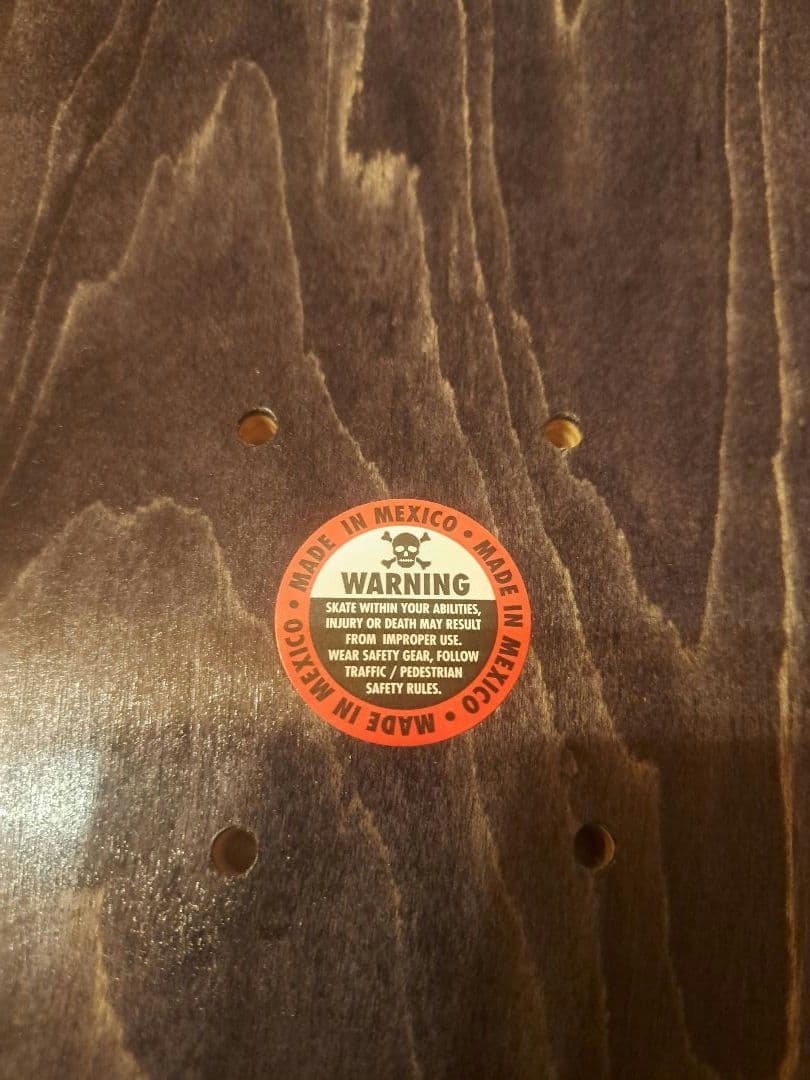 MADE IN MEXICO • MADE IN MEXICO • MADE IN MEXICO •
WARNING
SKATE WITHIN YOUR ABILITIES,
INJURY OR DEATH MAY RESULT
FROM IMPROPER USE.
WEAR SAFETY GEAR, FOLLOW
TRAFFIC / PEDESTRIAN
SAFETY RULES.